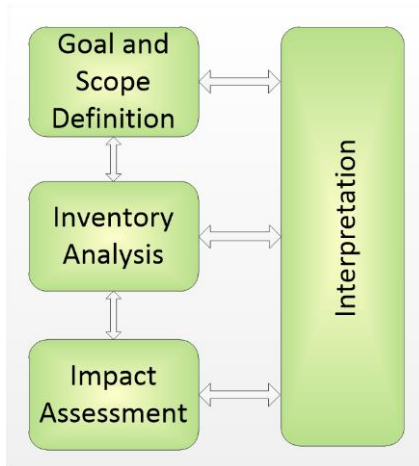 Goal and
Scope
Definition
Inventory
Analysis
Impact
Assessment
Interpretation